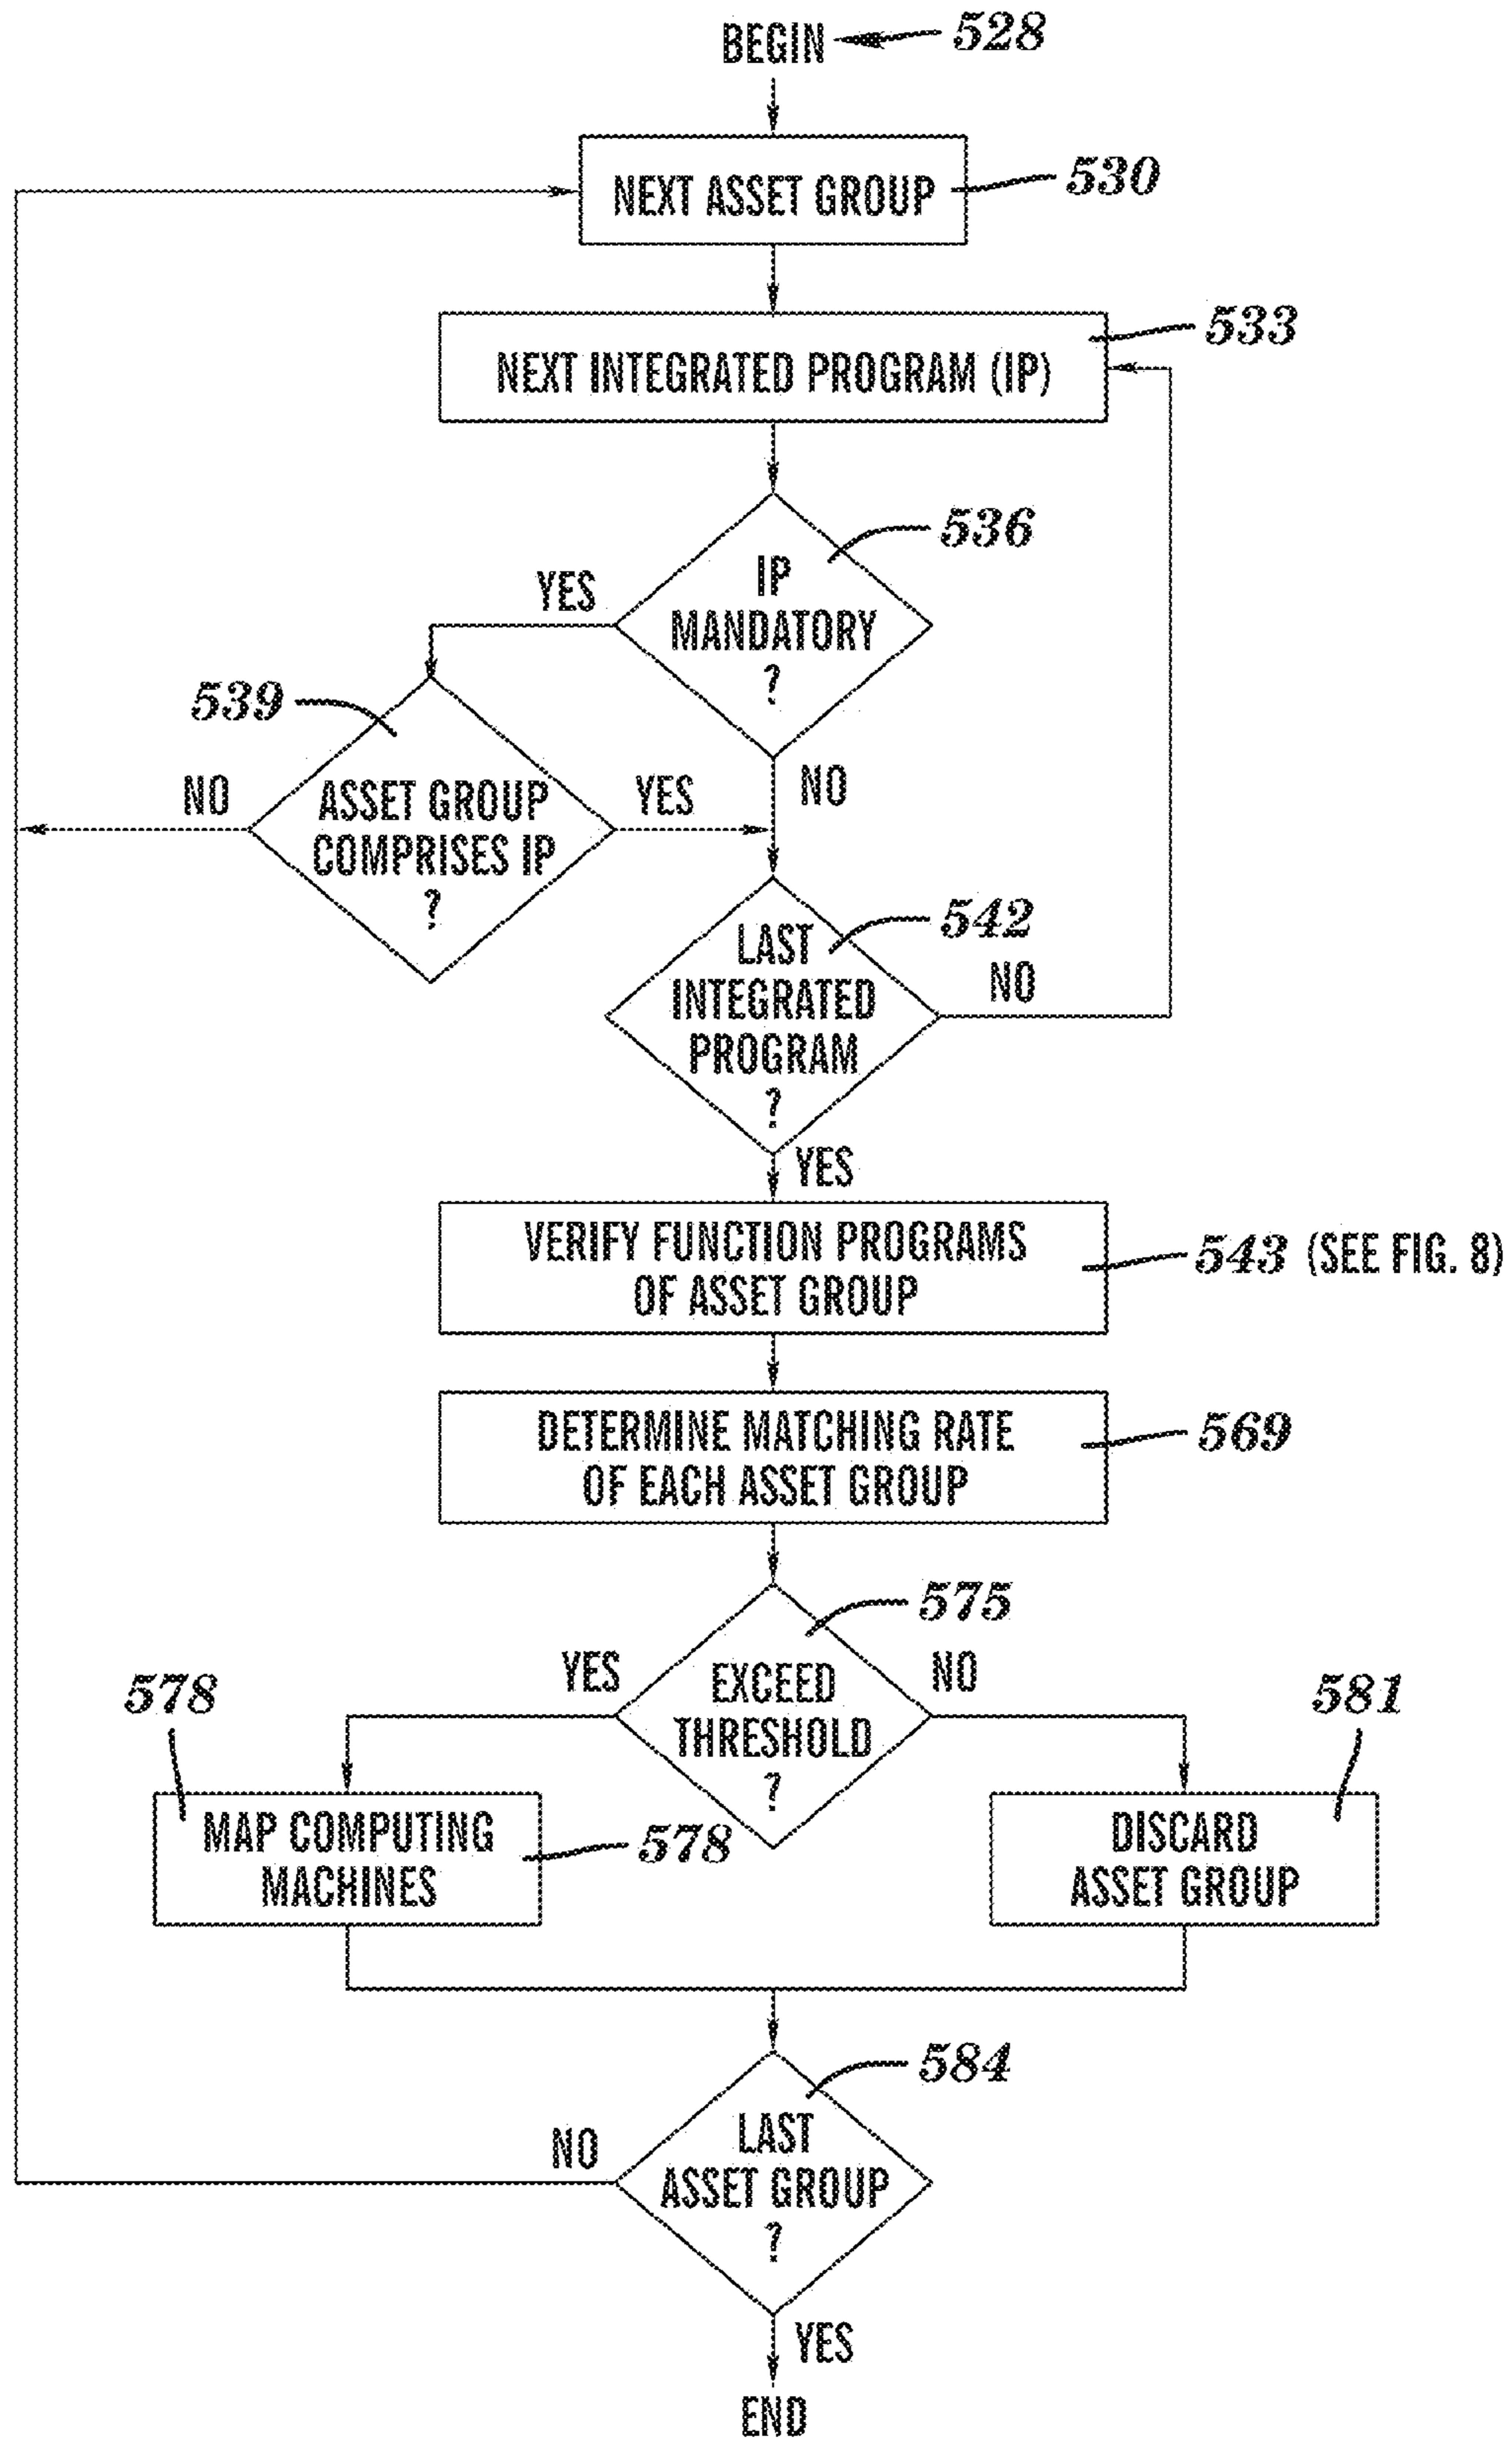 BEGIN 528
NEXT ASSET GROUP 530
533
NEXT INTEGRATED PROGRAM (IP)
536
IP
MANDATORY
?
YES
NO
539
ASSET GROUP
COMPRISES IP
?
NO
YES
542
LAST
INTEGRATED
PROGRAM
?
NO
YES
VERIFY FUNCTION PROGRAMS
OF ASSET GROUP
543 (SEE FIG. 8)
DETERMINE MATCHING RATE
OF EACH ASSET GROUP
569
575
EXCEED
THRESHOLD
?
YES
NO
578
MAP COMPUTING
MACHINES
578
581
DISCARD
ASSET GROUP
584
LAST
ASSET GROUP
?
NO
YES
END